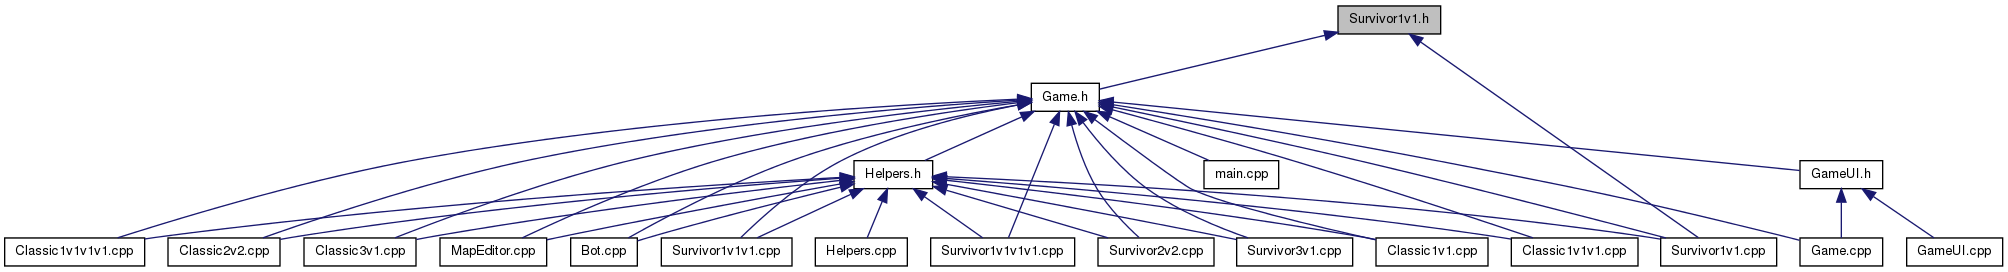 Survivor1v1.h
Game.h
Helpers.h
main.cpp
GameUI.h
Classic1v1v1v1.cpp
Classic2v2.cpp
Classic3v1.cpp
MapEditor.cpp
Bot.cpp
Survivor1v1v1.cpp
Helpers.cpp
Survivor1v1v1v1.cpp
Survivor2v2.cpp
Survivor3v1.cpp
Classic1v1.cpp
Classic1v1v1.cpp
Survivor1v1.cpp
Game.cpp
GameUI.cpp